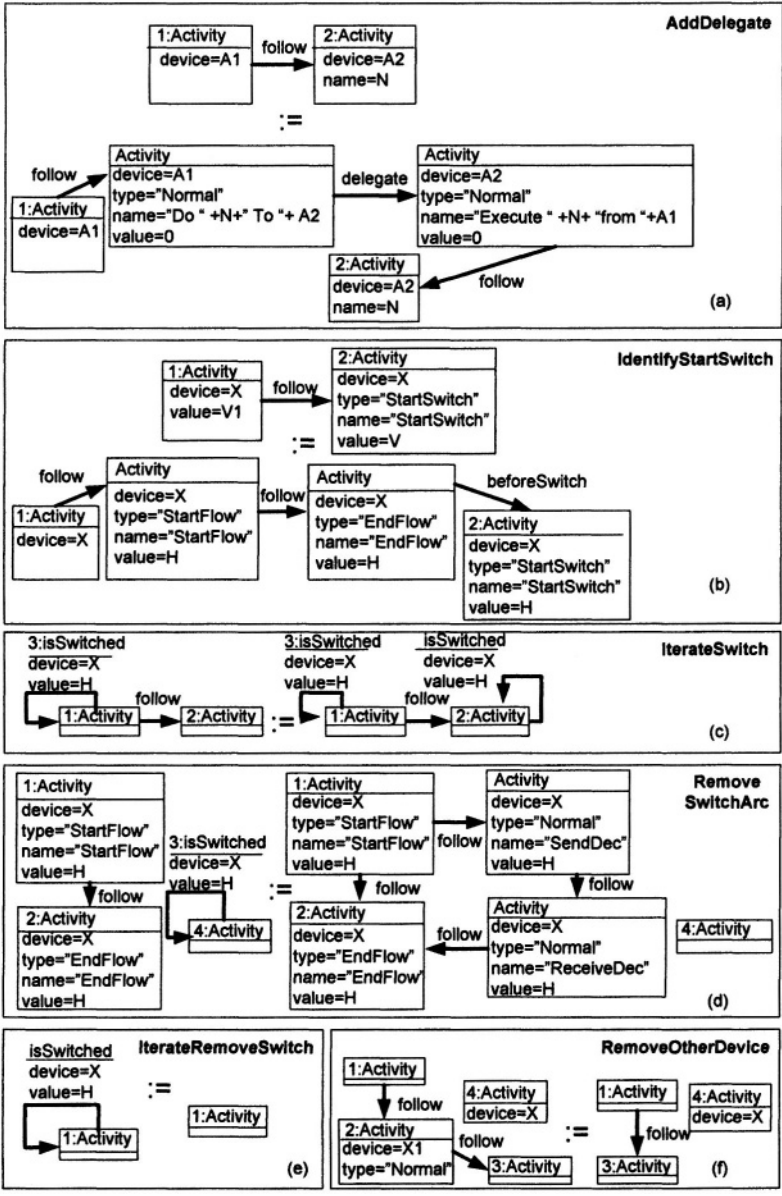 AddDelegate
1:Activity
device=A1
follow
2:Activity
device=A2
name=N
:=
follow
1:Activity
device=A1
Activity
device=A1
type="Normal"
name="Do “ +N+” To “+ A2
value=0
delegate
Activity
device=A2
type="Normal"
name="Execute “ +N+ “from “+A1
value=0
follow
2:Activity
device=A2
name=N
(a)
IdentifyStartSwitch
1:Activity
device=X
value=V1
follow
2:Activity
device=X
type="StartSwitch"
name="StartSwitch"
value=V
:=
follow
1:Activity
device=X
Activity
device=X
type="StartFlow"
name="StartFlow"
value=H
follow
Activity
device=X
type="EndFlow"
name="EndFlow"
value=H
beforeSwitch
2:Activity
device=X
type="StartSwitch"
name="StartSwitch"
value=H
(b)
IterateSwitch
3:isSwitched
device=X
value=H
1:Activity
follow
2:Activity
:=
3:isSwitched
device=X
value=H
1:Activity
follow
isSwitched
device=X
value=H
2:Activity
(c)
Remove
SwitchArc
1:Activity
device=X
type="StartFlow"
name="StartFlow"
value=H
follow
2:Activity
device=X
type="EndFlow"
name="EndFlow"
value=H
3:isSwitched
device=X
value=H
4:Activity
:=
1:Activity
device=X
type="StartFlow"
name="StartFlow"
value=H
follow
Activity
device=X
type="Normal"
name="SendDec"
value=H
follow
follow
2:Activity
device=X
type="EndFlow"
name="EndFlow"
value=H
follow
Activity
device=X
type="Normal"
name="ReceiveDec"
value=H
4:Activity
(d)
IterateRemoveSwitch
isSwitched
device=X
value=H
1:Activity
:=
1:Activity
(e)
RemoveOtherDevice
1:Activity
follow
2:Activity
device=X1
type="Normal"
follow
4:Activity
device=X
3:Activity
:=
1:Activity
follow
4:Activity
device=X
3:Activity
(f)